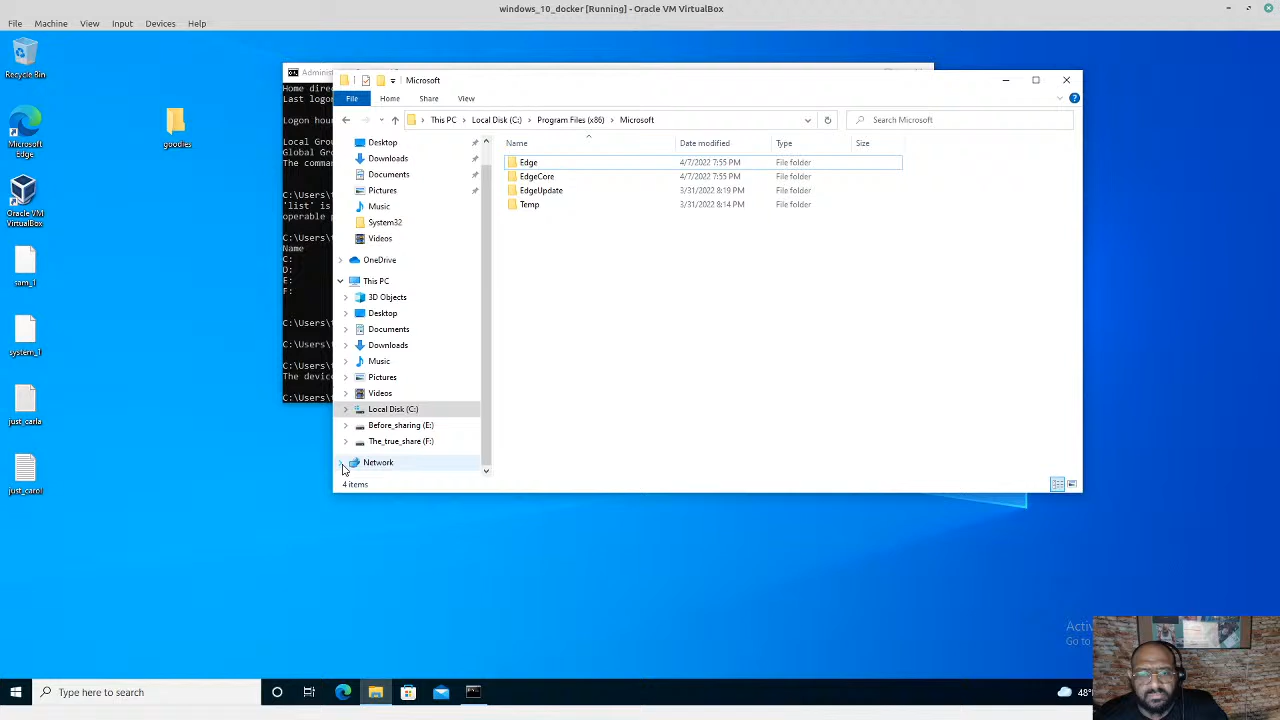 windows_10_docker [Running] - Oracle VM VirtualBox
File Machine View Input Devices Help
Recycle Bin
Microsoft
Edge
goodies
Oracle VM
VirtualBox
sam_1
system_1
just_carla
just_carol
Home
Last logon
Logon hour
Local Grou
Global Gro
The comman
C:\Users\
'list' is
operable
C:\Users\
Name
C:
D:
E:
F:
C:\Users\
C:\Users\
C:\Users\
The devic
C:\Users\
Microsoft
File Home Share View
This PC Local Disk (C:) Program Files (x86) Microsoft
Search Microsoft
Desktop
Downloads
Documents
Pictures
Music
System32
Videos
OneDrive
This PC
3D Objects
Desktop
Documents
Downloads
Music
Pictures
Videos
Local Disk (C:)
Before_sharing (E:)
The_true_share (F:)
Network
Name Date modified Type Size
Edge 4/7/2022 7:55 PM File folder
EdgeCore 4/7/2022 7:55 PM File folder
EdgeUpdate 3/31/2022 8:19 PM File folder
Temp 3/31/2022 8:14 PM File folder
4 items
Go to
Type here to search
48°